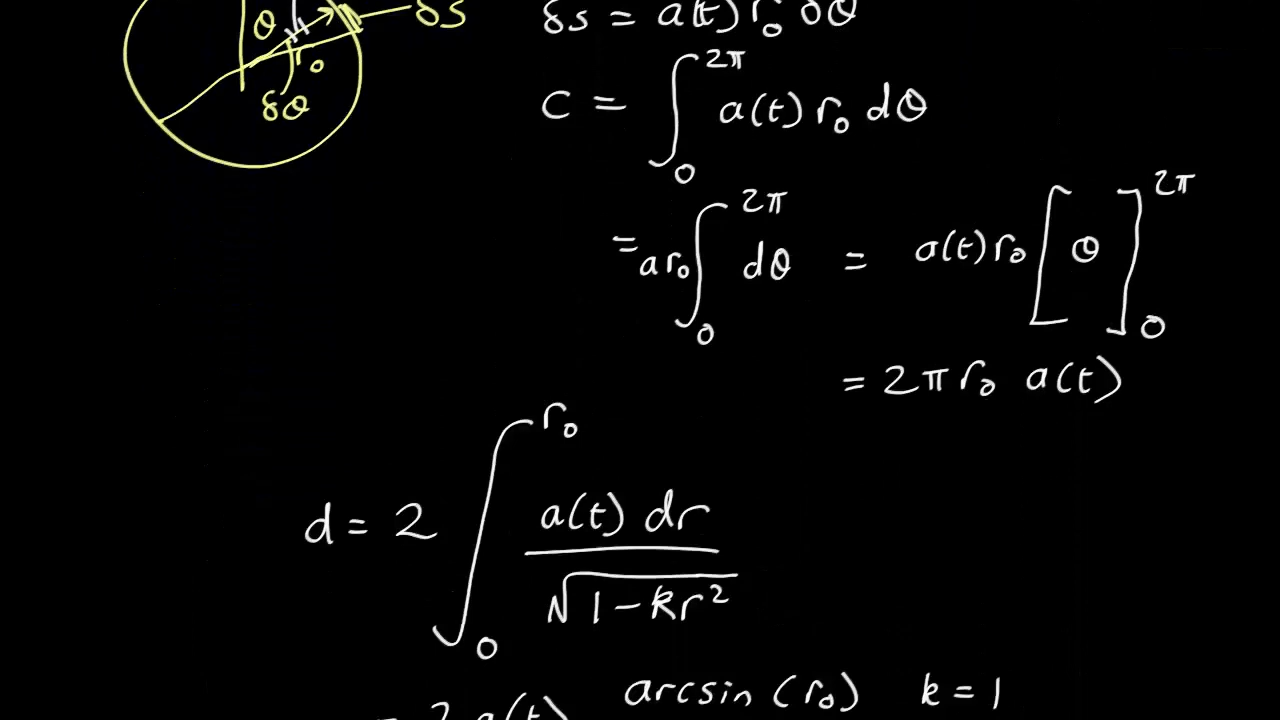 θ
δs
r₀
δθ
δs = a(t) r₀ δθ
C = ∫₀^{2π} a(t) r₀ dθ
= a r₀ ∫₀^{2π} dθ = a(t) r₀ [θ]₀^{2π}
= 2π r₀ a(t)
d = 2 ∫₀^{r₀} a(t) dr / √(1 - kr²)
= 2 a(t) arcsin (r₀) k = 1